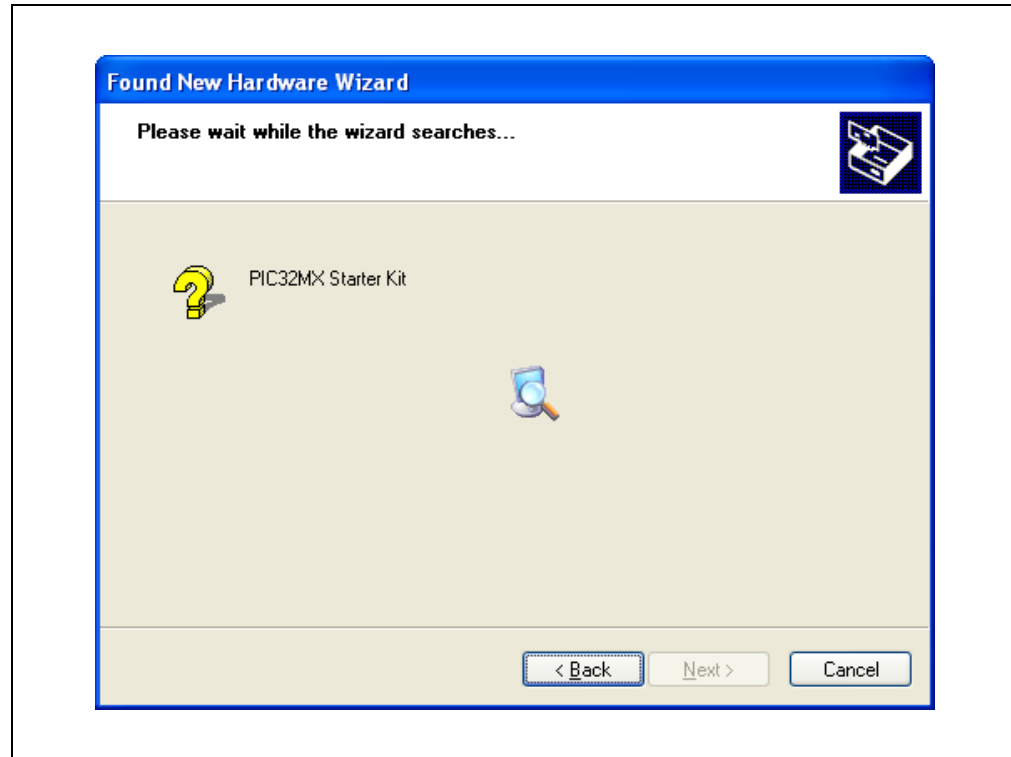 Found New Hardware Wizard
Please wait while the wizard searches...
PIC32MX Starter Kit
< Back Next > Cancel